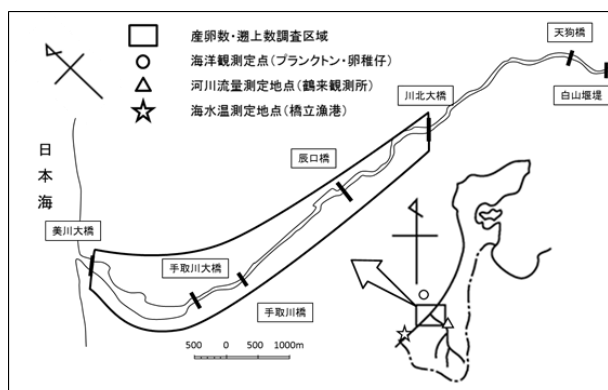 産卵数・遡上数調査区域
海洋観測定点(プランクトン・卵稚仔)
河川流量測定地点(鶴来観測所)
海水温測定地点(橋立漁港)
天狗橋
白山堰堤
川北大橋
辰口橋
日本海
美川大橋
手取川大橋
手取川橋
500 0 500 1000m